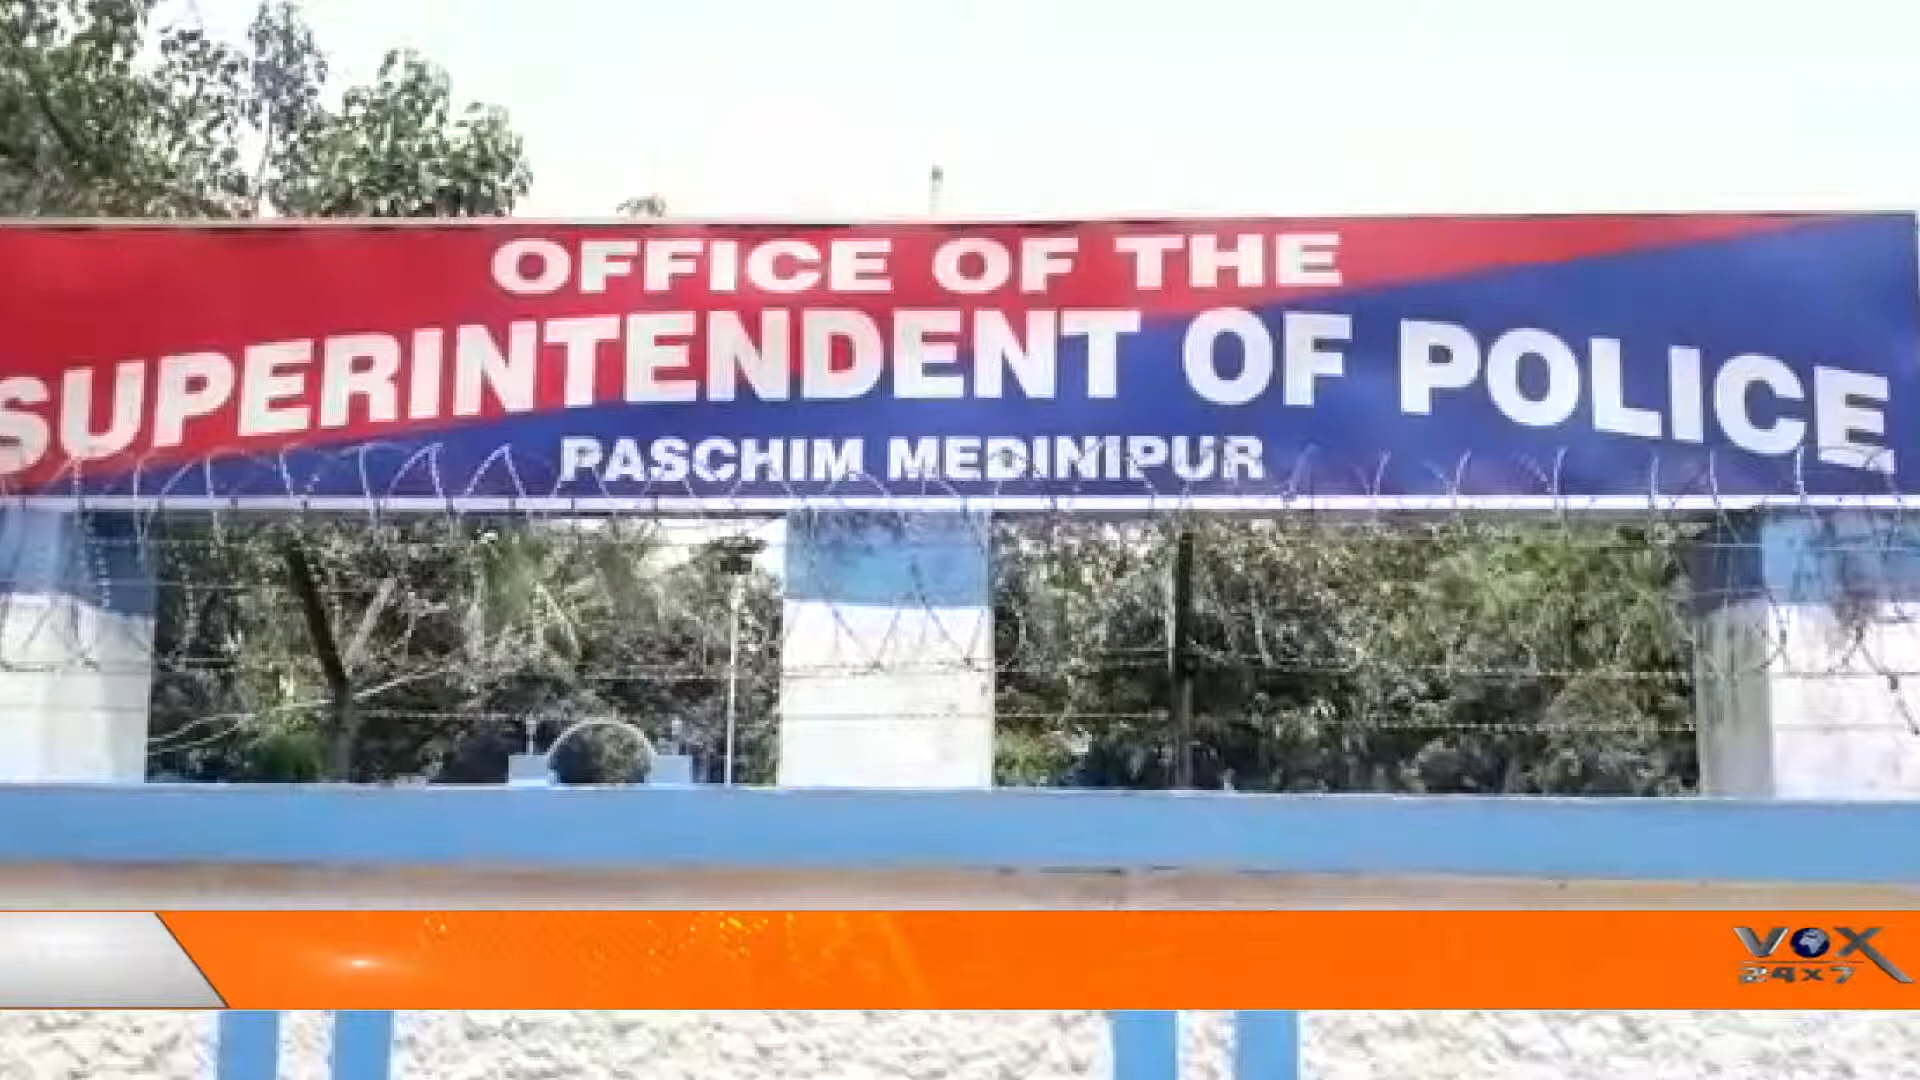 OFFICE OF THE
SUPERINTENDENT OF POLICE
PASCHIM MEDINIPUR
VOX
24x7